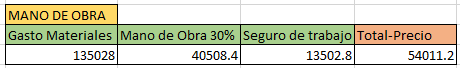 MANO DE OBRA
Gasto Materiales Mano de Obra 30% Seguro de trabajo Total-Precio
135028 40508.4 13502.8 54011.2